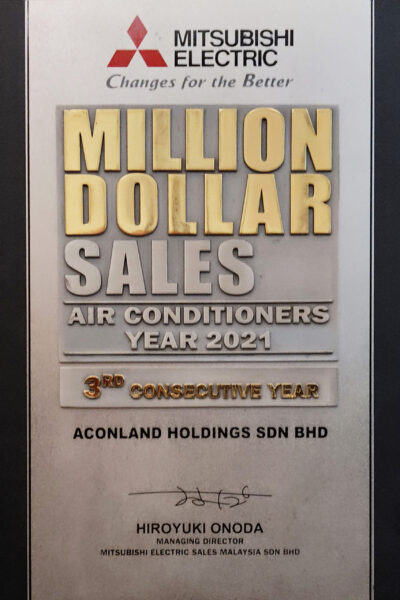 MITSUBISHI
ELECTRIC
Changes for the Better
MILLION
DOLLAR
SALES
AIR CONDITIONERS
YEAR 2021
3RD CONSECUTIVE YEAR
ACONLAND HOLDINGS SDN BHD
HIROYUKI ONODA
MANAGING DIRECTOR
MITSUBISHI ELECTRIC SALES MALAYSIA SDN BHD